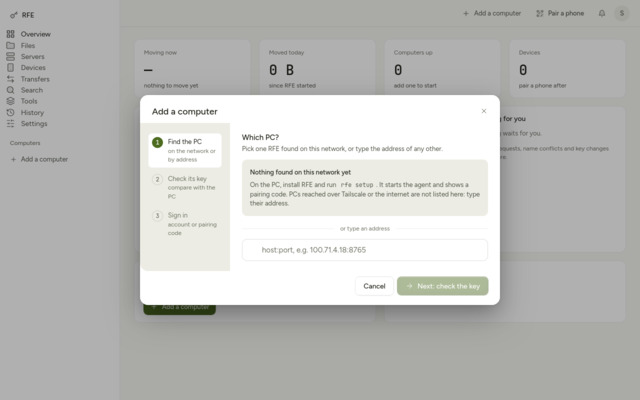 RFE
Add a computer
Pair a phone
S
Overview
Files
Servers
Devices
Transfers
Search
Tools
History
Settings
Computers
Add a computer
Moving now
—
nothing to move yet
Moved today
0 B
since RFE started
Computers up
0
add one to start
Devices
0
pair a phone after
g for you
waits for you.
equests, name conflicts and key changes
re.
Add a computer
Add a computer
1 Find the PC
on the network or
by address
2 Check its key
compare with the
PC
3 Sign in
account or pairing
code
Which PC?
Pick one RFE found on this network, or type the address of any other.
Nothing found on this network yet
On the PC, install RFE and run rfe setup . It starts the agent and shows a
pairing code. PCs reached over Tailscale or the internet are not listed here: type
their address.
or type an address
host:port, e.g. 100.71.4.18:8765
Cancel
Next: check the key